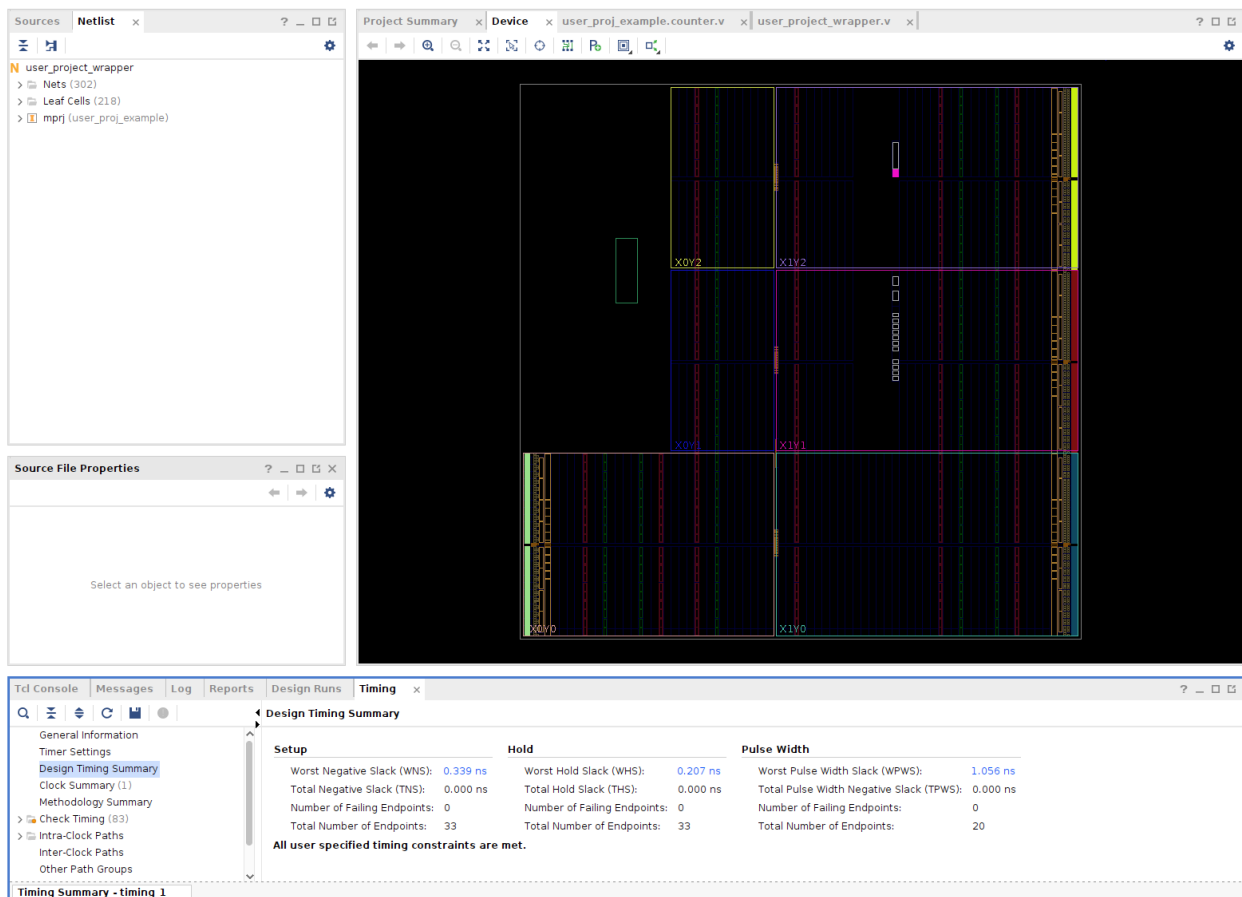 Sources Netlist
user_project_wrapper
Nets (302)
Leaf Cells (218)
mprj (user_proj_example)
Source File Properties
Select an object to see properties
Project Summary Device user_proj_example.counter.v user_project_wrapper.v
X0Y2 X1Y2
X0Y1 X1Y1
X0Y0 X1Y0
Tcl Console Messages Log Reports Design Runs Timing
General Information
Timer Settings
Design Timing Summary
Clock Summary (1)
Methodology Summary
Check Timing (83)
Intra-Clock Paths
Inter-Clock Paths
Other Path Groups
Timing Summary - timing_1
Design Timing Summary
Setup Hold Pulse Width
Worst Negative Slack (WNS): 0.339 ns Worst Hold Slack (WHS): 0.207 ns Worst Pulse Width Slack (WPWS): 1.056 ns
Total Negative Slack (TNS): 0.000 ns Total Hold Slack (THS): 0.000 ns Total Pulse Width Negative Slack (TPWS): 0.000 ns
Number of Failing Endpoints: 0 Number of Failing Endpoints: 0 Number of Failing Endpoints: 0
Total Number of Endpoints: 33 Total Number of Endpoints: 33 Total Number of Endpoints: 20
All user specified timing constraints are met.